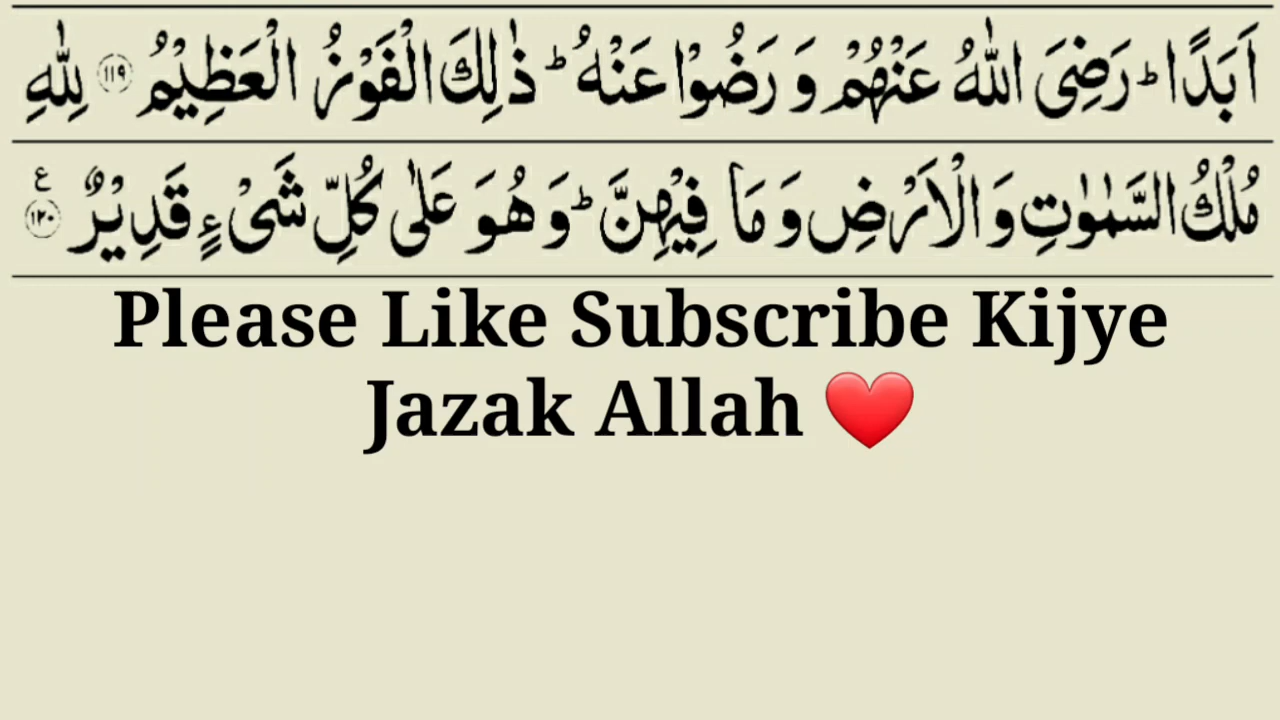 اَبَدًا ؕ رَضِیَ اللّٰهُ عَنْهُمْ وَ رَضُوْا عَنْهُ ؕ ذٰلِكَ الْفَوْزُ الْعَظِیْمُ ۝۱۱۹ لِلّٰهِ
مُلْكُ السَّمٰوٰتِ وَ الْاَرْضِ وَ مَا فِیْهِنَّ ؕ وَ هُوَ عَلٰی كُلِّ شَیْءٍ قَدِیْرٌ ۝۱۲۰ ع
Please Like Subscribe Kijye
Jazak Allah ❤️